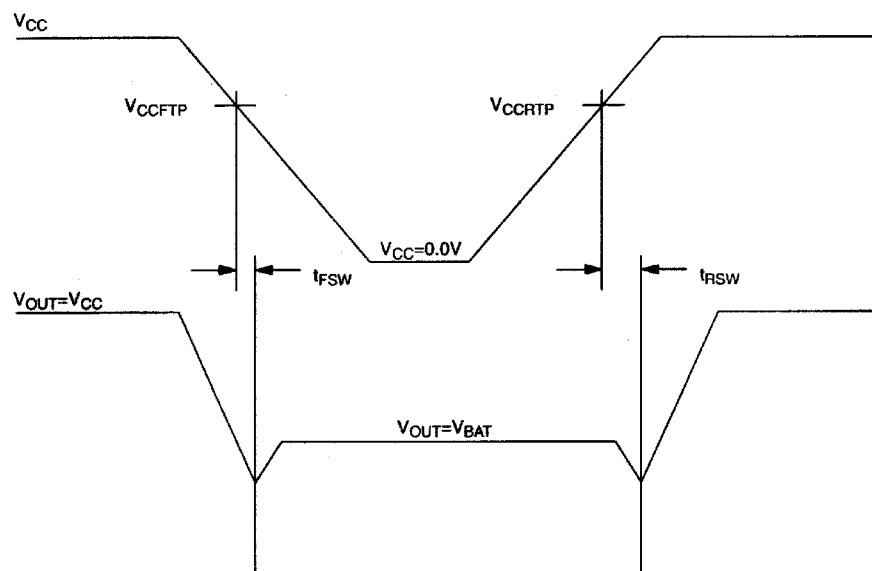 VCC
VCCFTP
VCCRTP
VCC=0.0V
tFSW
tRSW
VOUT=VCC
VOUT=VBAT